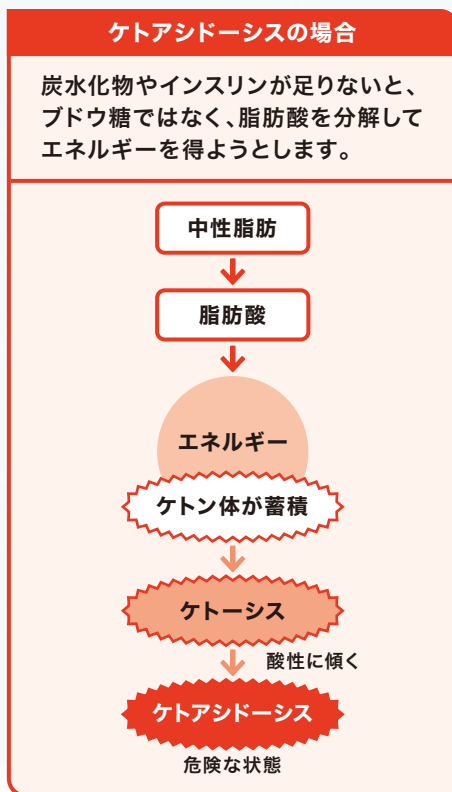 ケトアシドーシスの場合
炭水化物やインスリンが足りないと、
ブドウ糖ではなく、脂肪酸を分解して
エネルギーを得ようとします。
中性脂肪
脂肪酸
エネルギー
ケトン体が蓄積
ケトーシス
酸性に傾く
ケトアシドーシス
危険な状態